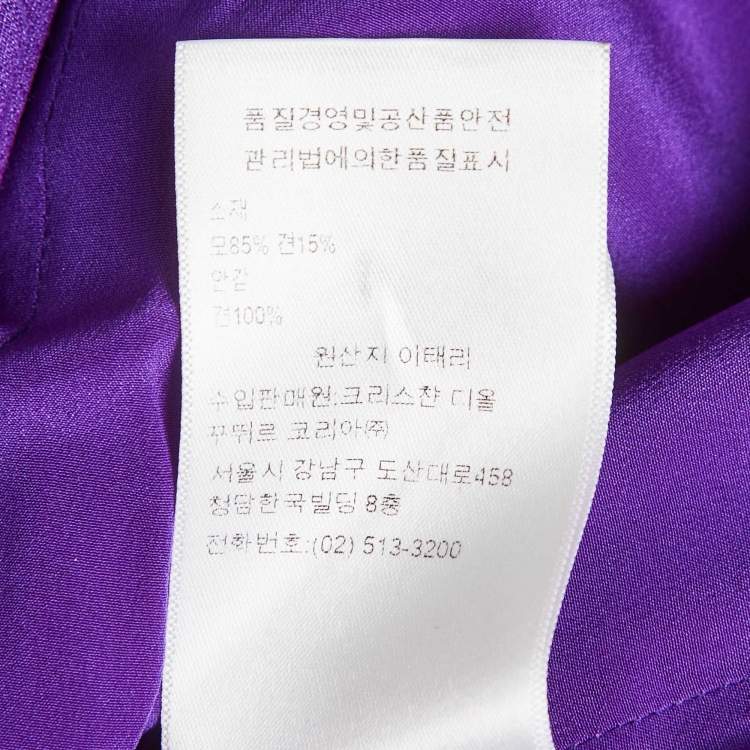 품질경영및공산품안전
관리법에의한품질표시
소재
모85% 견15%
안감
견100%
원산지 이태리
수입판매원:크리스챤 디올
꾸뛰르 코리아㈜
서울시 강남구 도산대로458
청담한국빌딩 8층
전화번호:(02) 513-3200